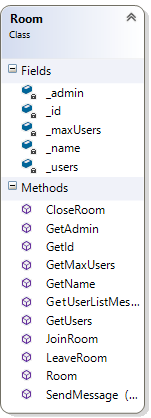 Room
Class
Fields
_admin
_id
_maxUsers
_name
_users
Methods
CloseRoom
GetAdmin
GetId
GetMaxUsers
GetName
GetUserListMes...
GetUsers
JoinRoom
LeaveRoom
Room
SendMessage (...